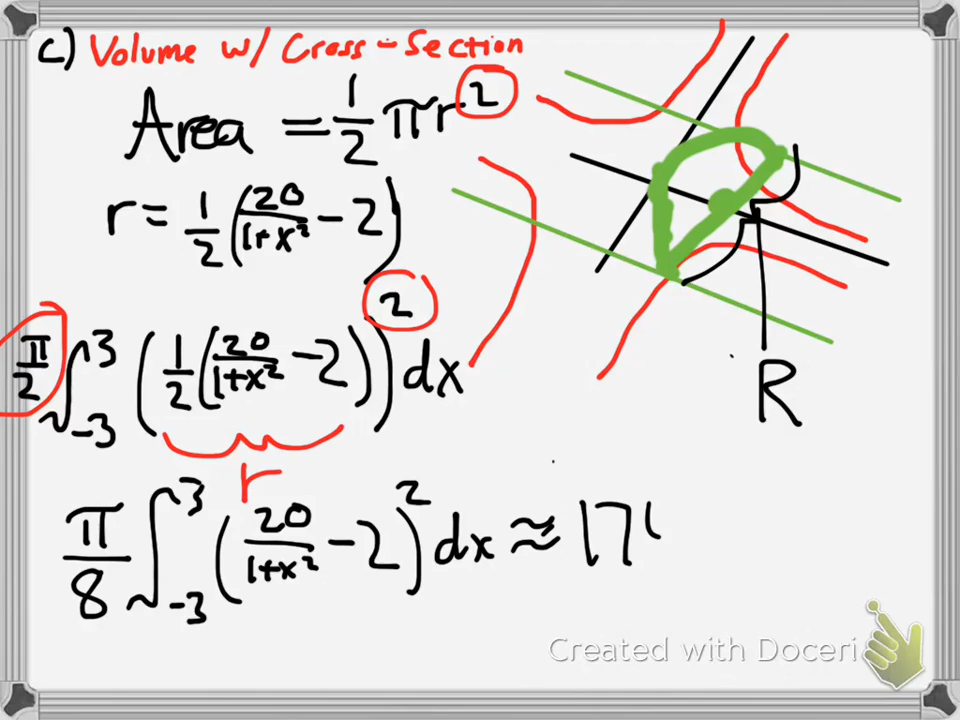 c) Volume w/ Cross-Section
Area = 1/2 πr²
r = 1/2 (20/(1+x²) - 2)
π/2 ∫₋₃³ (1/2 (20/(1+x²) - 2))² dx
r
π/8 ∫₋₃³ (20/(1+x²) - 2)² dx ≈ 17
R
Created with Doceri